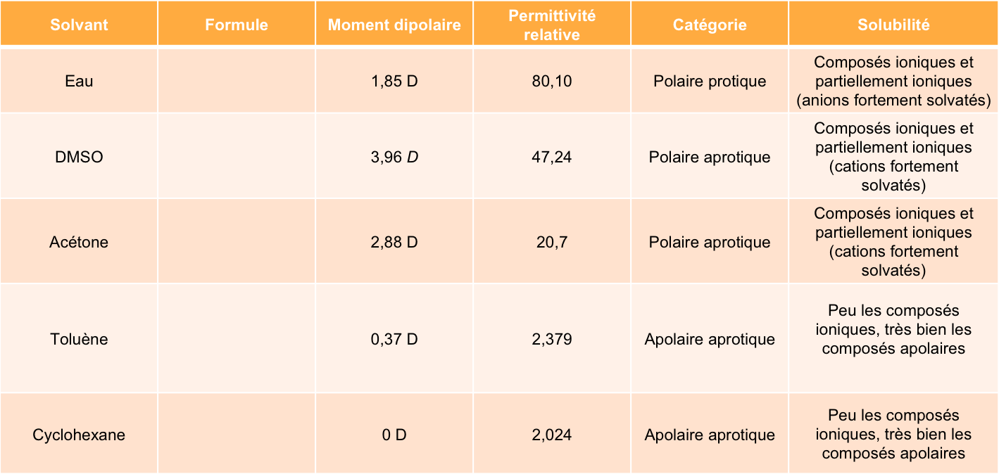 Solvant
Formule
Moment dipolaire
Permittivité
relative
Catégorie
Solubilité
Eau
1,85 D
80,10
Polaire protique
Composés ioniques et
partiellement ioniques
(anions fortement solvatés)
DMSO
3,96 D
47,24
Polaire aprotique
Composés ioniques et
partiellement ioniques
(cations fortement
solvatés)
Acétone
2,88 D
20,7
Polaire aprotique
Composés ioniques et
partiellement ioniques
(cations fortement
solvatés)
Toluène
0,37 D
2,379
Apolaire aprotique
Peu les composés
ioniques, très bien les
composés apolaires
Cyclohexane
0 D
2,024
Apolaire aprotique
Peu les composés
ioniques, très bien les
composés apolaires